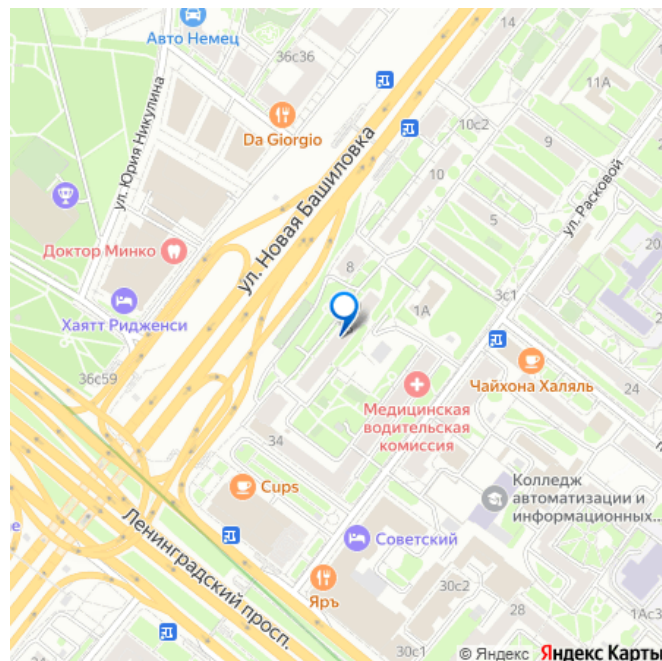 Авто Немец
36с36
14
11А
Da Giorgio
10с2
9
ул. Юрия Никулина
ул. Новая Башиловка
10
ул. Расковой
5
20
Доктор Минко
8
3с1
1А
Хаятт Ридженси
Чайхона Халяль
36с59
24
Медицинская
водительская
комиссия
34
Cups
Колледж
автоматизации и
информационных...
Ленинградский просп.
Советский
Яръ
30с2
28
1Ас3
30с1
© Яндекс Яндекс Карты